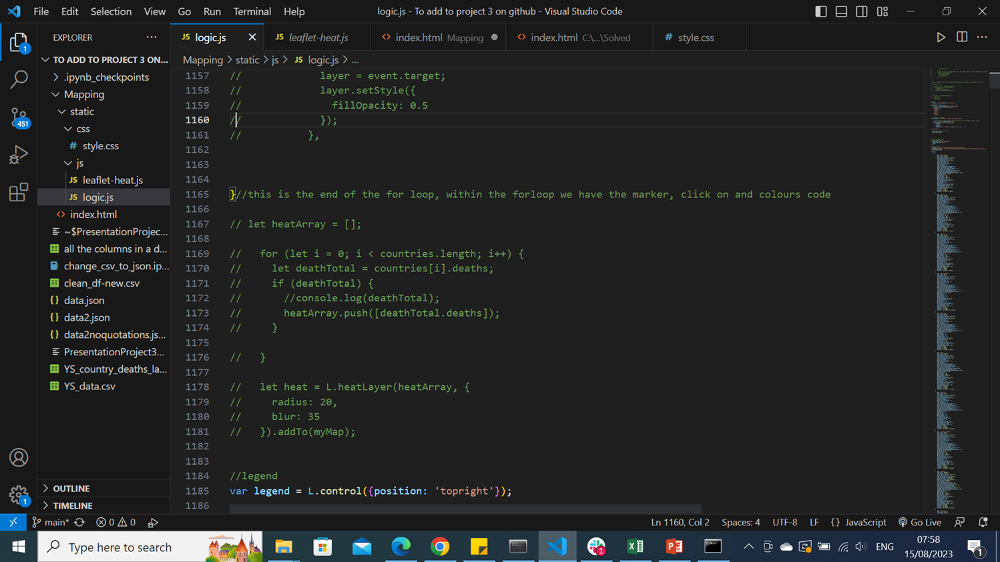 File Edit Selection View Go Run Terminal Help
logic.js - To add to project 3 on github - Visual Studio Code
EXPLORER
JS logic.js
JS leaflet-heat.js
index.html Mapping
index.html C:\...\Solved
# style.css
TO ADD TO PROJECT 3 ON...
Mapping > static > js > JS logic.js > ...
.ipynb_checkpoints
Mapping
static
css
# style.css
js
JS leaflet-heat.js
JS logic.js
index.html
~$PresentationProjec...
all the columns in a d...
change_csv_to_json.ip...
clean_df-new.csv
{} data.json
{} data2.json
{} data2noquotations.js...
PresentationProject3...
YS_country_deaths_la...
YS_data.csv
OUTLINE
TIMELINE
1
451
1
1157 // layer = event.target;
1158 // layer.setStyle({
1159 // fillOpacity: 0.5
1160 // });
1161 // },
1162
1163
1164
1165 }//this is the end of the for loop, within the forloop we have the marker, click on and colours code
1166
1167 // let heatArray = [];
1168
1169 // for (let i = 0; i < countries.length; i++) {
1170 // let deathTotal = countries[i].deaths;
1171 // if (deathTotal) {
1172 // //console.log(deathTotal);
1173 // heatArray.push([deathTotal.deaths]);
1174 // }
1175
1176 // }
1177
1178 // let heat = L.heatLayer(heatArray, {
1179 // radius: 20,
1180 // blur: 35
1181 // }).addTo(myMap);
1182
1183
1184 //legend
1185 var legend = L.control({position: 'topright'});
1186
main* 0 0
Ln 1160, Col 2 Spaces: 4 UTF-8 LF {} JavaScript Go Live
Type here to search
1
ENG
07:58
15/08/2023
1